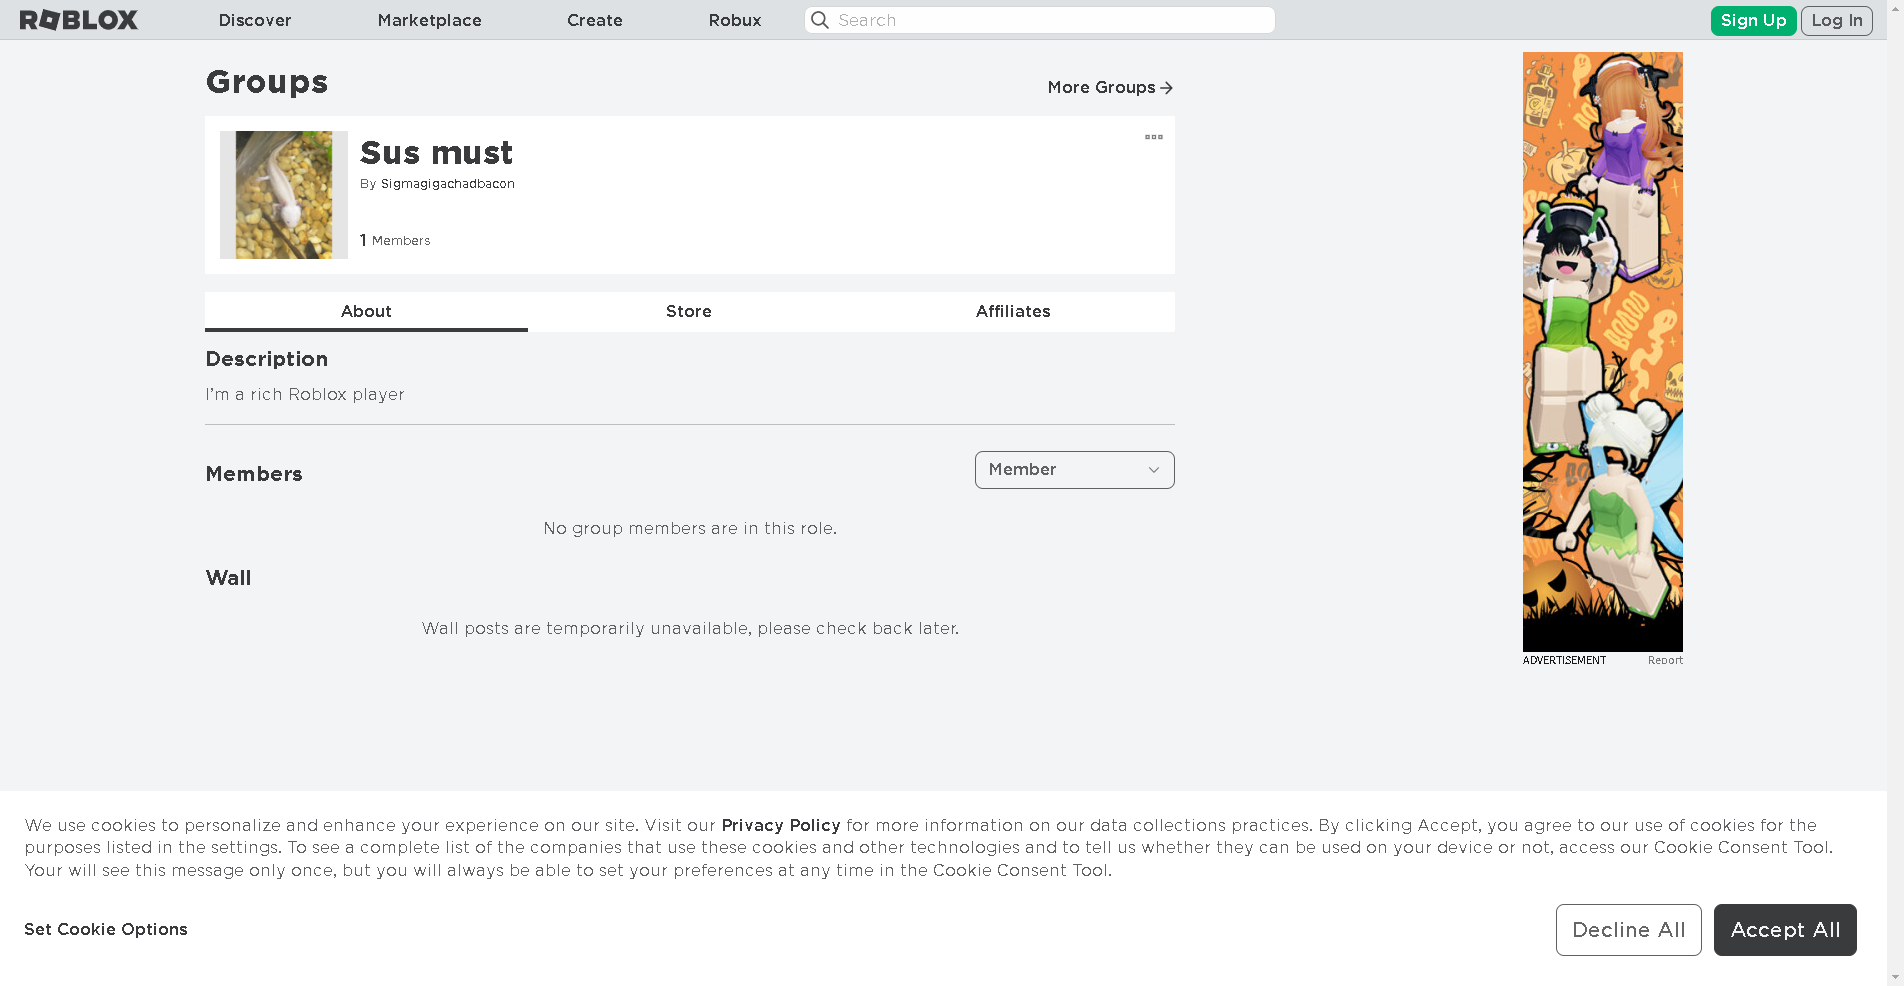 ROBLOX Discover Marketplace Create Robux Search Sign Up Log In
Groups
More Groups
Sus must
By Sigmagigachadbacon
1 Members
About Store Affiliates
Description
I'm a rich Roblox player
Members
Member
No group members are in this role.
Wall
Wall posts are temporarily unavailable, please check back later.
ADVERTISEMENT Report
We use cookies to personalize and enhance your experience on our site. Visit our Privacy Policy for more information on our data collections practices. By clicking Accept, you agree to our use of cookies for the
purposes listed in the settings. To see a complete list of the companies that use these cookies and other technologies and to tell us whether they can be used on your device or not, access our Cookie Consent Tool.
Your will see this message only once, but you will always be able to set your preferences at any time in the Cookie Consent Tool.
Set Cookie Options
Decline All Accept All